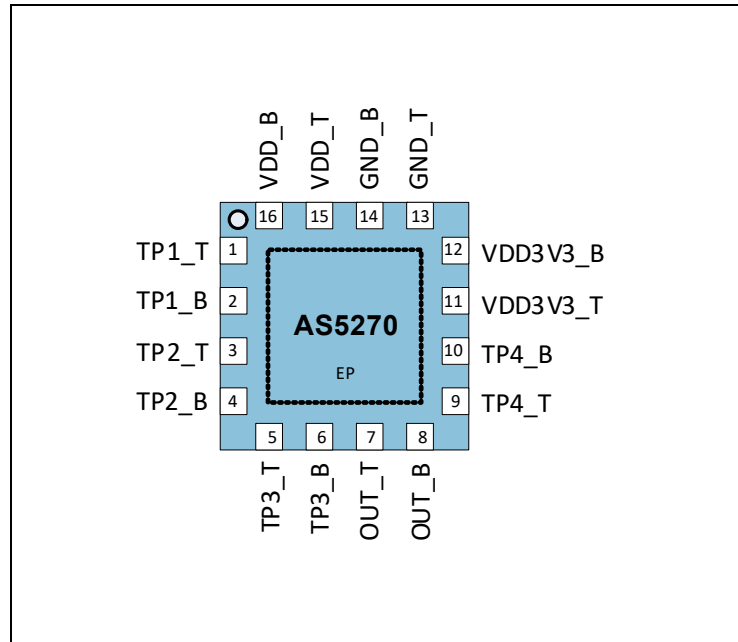 VDD_B
VDD_T
GND_B
GND_T
16
15
14
13
TP1_T 1
12 VDD3V3_B
TP1_B 2
11 VDD3V3_T
TP2_T 3
10 TP4_B
TP2_B 4
9 TP4_T
AS5270
EP
5
6
7
8
TP3_T
TP3_B
OUT_T
OUT_B